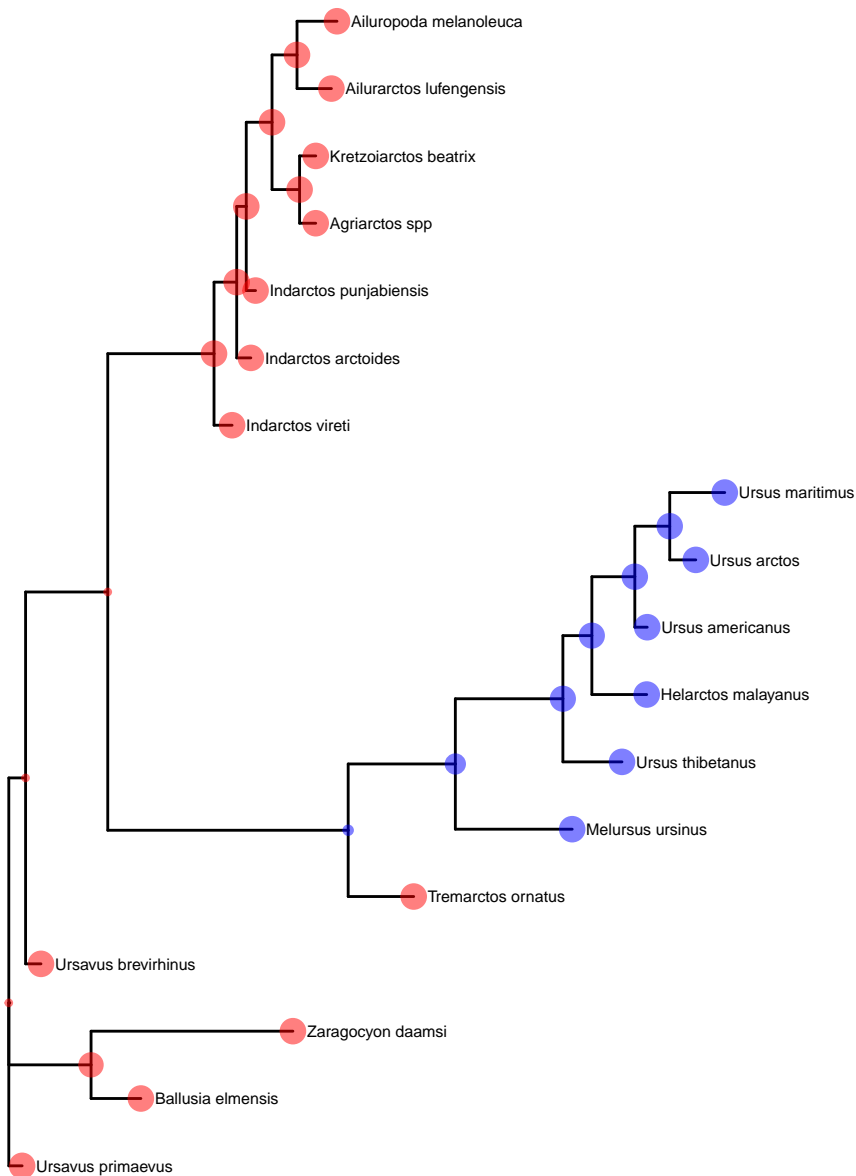 Ailuropoda melanoleuca
Ailurarctos lufengensis
Kretzoiarctos beatrix
Agriarctos spp
Indarctos punjabiensis
Indarctos arctoides
Indarctos vireti
Ursus maritimus
Ursus arctos
Ursus americanus
Helarctos malayanus
Ursus thibetanus
Melursus ursinus
Tremarctos ornatus
Ursavus brevirhinus
Zaragocyon daamsi
Ballusia elmensis
Ursavus primaevus